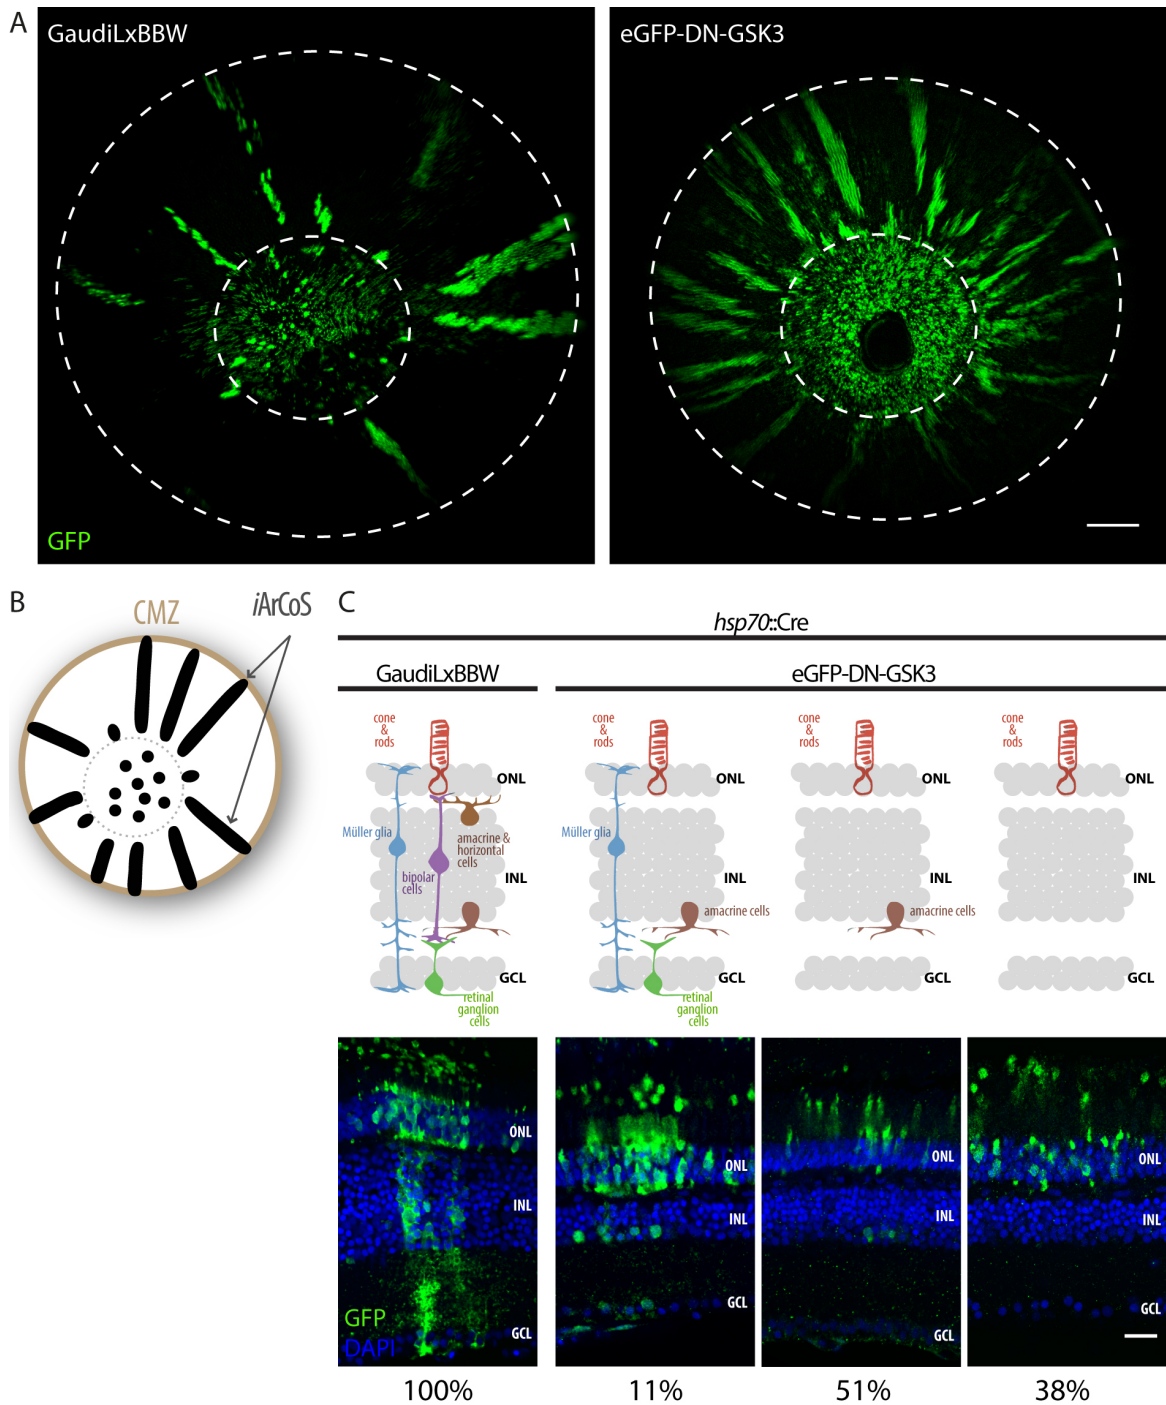 A
GaudiLxBBW
eGFP-DN-GSK3
GFP
B
CMZ
iArCoS
C
hsp70::Cre
GaudiLxBBW
eGFP-DN-GSK3
cone
&
rods
ONL
Müller glia
amacrine &
horizontal
cells
bipolar
cells
INL
GCL
retinal
ganglion
cells
cone
&
rods
ONL
Müller glia
INL
amacrine cells
GCL
retinal
ganglion
cells
cone
&
rods
ONL
INL
amacrine cells
GCL
cone
&
rods
ONL
INL
GCL
ONL
INL
GFP
DAPI
GCL
ONL
INL
GCL
ONL
INL
GCL
ONL
INL
GCL
100%
11%
51%
38%